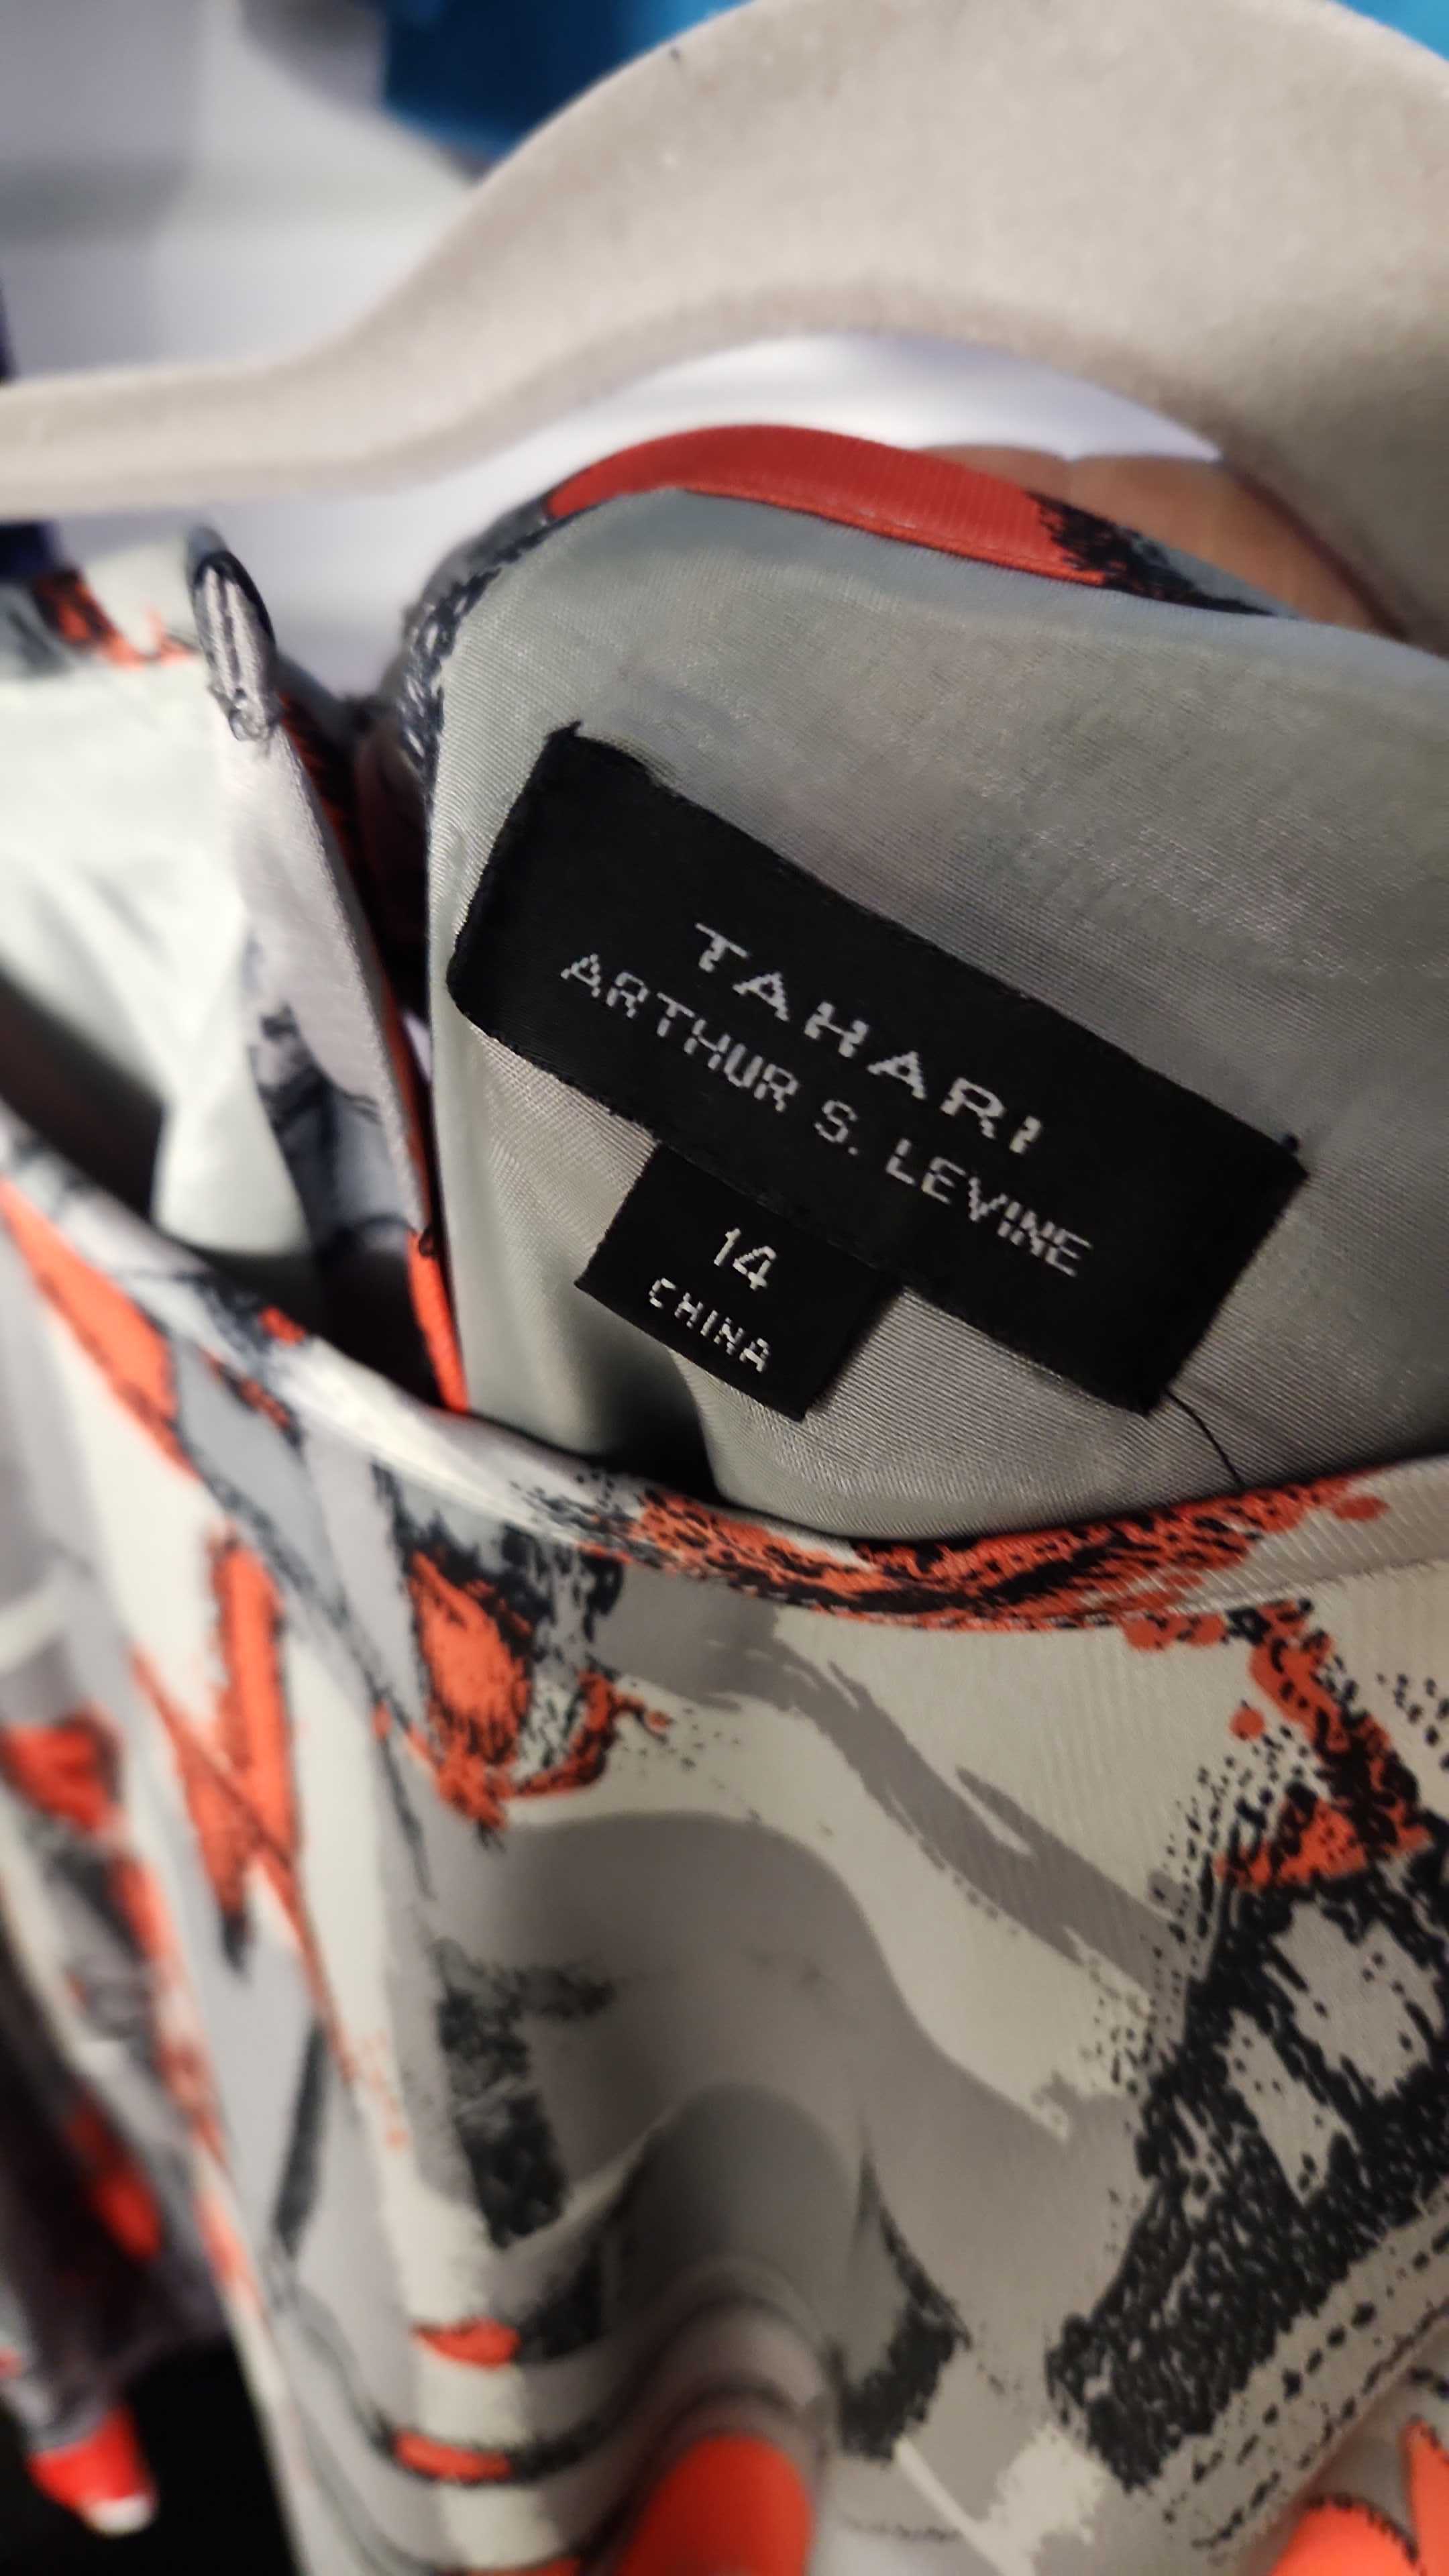 TAHARI
ARTHUR S. LEVINE
14
CHINA